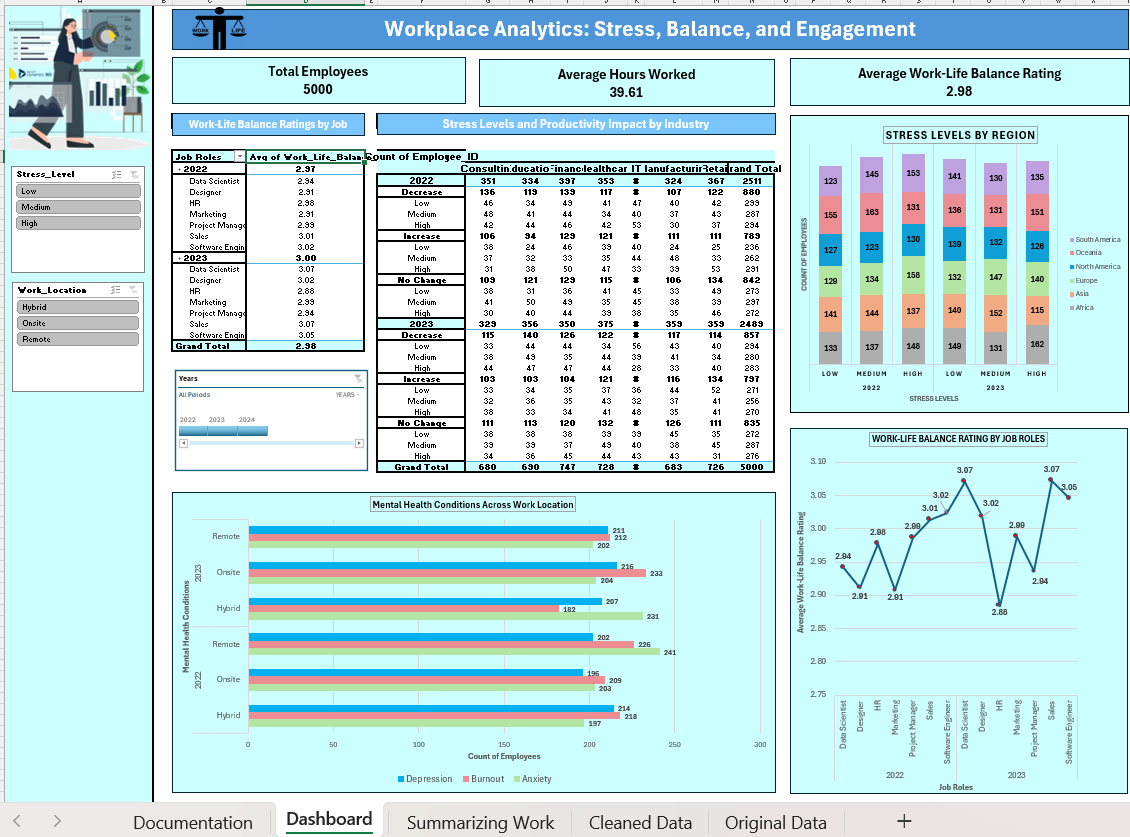 WORK LIFE
Workplace Analytics: Stress, Balance, and Engagement
Total Employees
5000
Average Hours Worked
39.61
Average Work-Life Balance Rating
2.98
Work-Life Balance Ratings by Job
Stress Levels and Productivity Impact by Industry
Stress_Level
Low
Medium
High
Work_Location
Hybrid
Onsite
Remote
Job Roles Avg of Work_Life_Balan
2022 2.97
Data Scientist 2.94
Designer 2.91
HR 2.98
Marketing 2.91
Project Manage 2.99
Sales 3.01
Software Engin 3.02
2023 3.00
Data Scientist 3.07
Designer 3.02
HR 2.88
Marketing 2.99
Project Manage 2.94
Sales 3.07
Software Engin 3.05
Grand Total 2.98
Years
All Periods YEARS
2022 2023 2024
Count of Employee_ID
Consultin ducatio Financ ealthcar IT anufacturi Retai rand Total
2022 351 334 397 353 # 324 367 2511
Decrease 136 119 139 117 # 107 122 880
Low 46 34 49 41 47 40 42 299
Medium 48 41 44 34 40 37 43 287
High 42 44 46 42 53 30 37 294
Increase 106 94 129 121 # 111 111 789
Low 38 24 46 39 40 24 25 236
Medium 37 32 33 35 44 48 33 262
High 31 38 50 47 33 39 53 291
No Change 109 121 129 115 # 106 134 842
Low 38 31 36 41 45 33 49 273
Medium 41 50 49 35 45 38 39 297
High 30 40 44 39 38 35 46 272
2023 329 356 350 375 # 359 359 2489
Decrease 115 140 126 122 # 117 114 857
Low 33 44 44 34 56 43 40 294
Medium 38 49 35 44 39 41 34 280
High 44 47 47 44 28 33 40 283
Increase 103 103 104 121 # 116 134 797
Low 33 34 35 37 36 44 52 271
Medium 32 36 35 43 32 37 41 256
High 38 33 34 41 48 35 41 270
No Change 111 113 120 132 # 126 111 835
Low 38 38 38 39 39 45 35 272
Medium 39 39 37 49 40 38 45 287
High 34 36 45 44 43 43 31 276
Grand Total 680 690 747 728 # 683 726 5000
STRESS LEVELS BY REGION
COUNT OF EMPLOYEES
123 145 153 141 130 135
155 163 131 136 131 151
127 123 130 139 132 126
129 134 158 132 147 140
141 144 137 140 152 115
133 137 148 149 131 162
LOW MEDIUM HIGH LOW MEDIUM HIGH
2022 2023
STRESS LEVELS
South America
Oceania
North America
Europe
Asia
Africa
Mental Health Conditions Across Work Location
Mental Health Conditions
2023
Remote 211 212 202
Onsite 216 233 204
Hybrid 207 182 231
2022
Remote 202 226 241
Onsite 196 209 203
Hybrid 214 218 197
0 50 100 150 200 250 300
Count of Employees
Depression Burnout Anxiety
WORK-LIFE BALANCE RATING BY JOB ROLES
Average Work-Life Balance Rating
3.10
3.05
3.00
2.95
2.90
2.85
2.80
2.75
2.94 2.91 2.98 2.91 2.99 3.01 3.02 3.07 3.02 2.88 2.99 2.94 3.07 3.05
Data Scientist Designer HR Marketing Project Manager Sales Software Engineer Data Scientist Designer HR Marketing Project Manager Sales Software Engineer
2022 2023
Job Roles
Documentation Dashboard Summarizing Work Cleaned Data Original Data